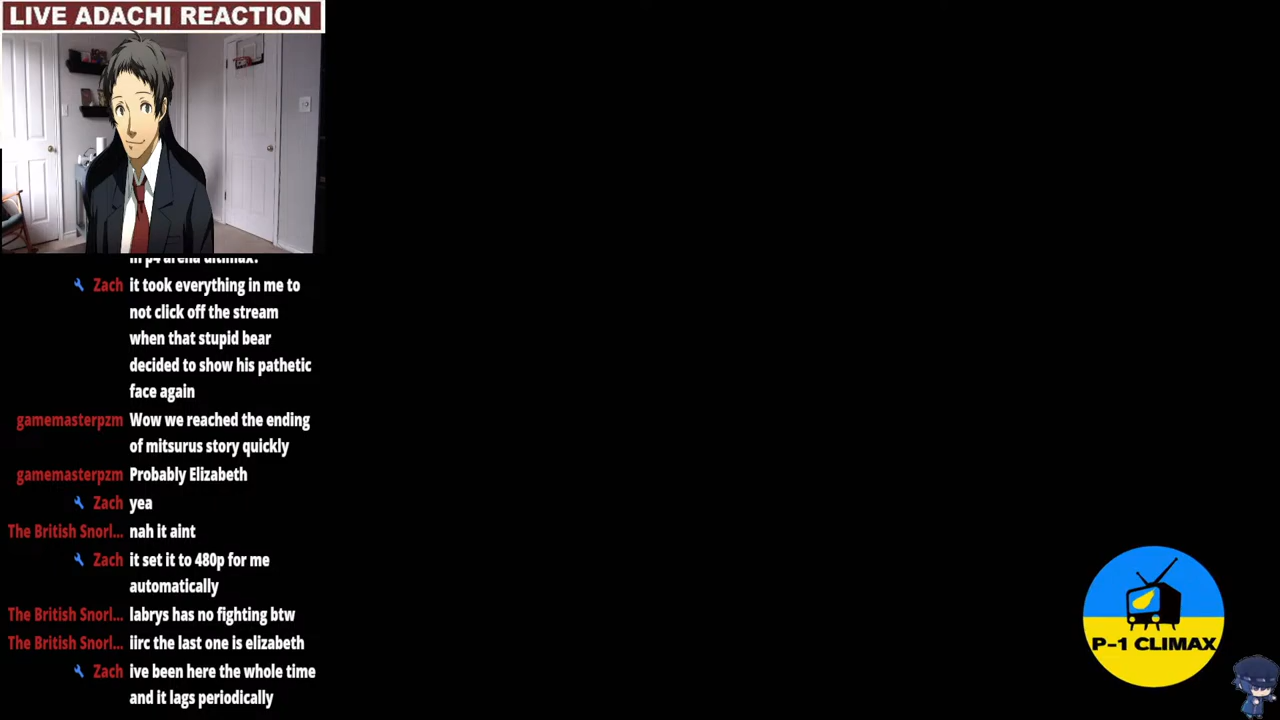 LIVE ADACHI REACTION
in p4 arena ultimax?
Zach it took everything in me to
not click off the stream
when that stupid bear
decided to show his pathetic
face again
gamemasterpzm Wow we reached the ending
of mitsurus story quickly
gamemasterpzm Probably Elizabeth
Zach yea
The British Snorl... nah it aint
Zach it set it to 480p for me
automatically
The British Snorl... labrys has no fighting btw
The British Snorl... iirc the last one is elizabeth
Zach ive been here the whole time
and it lags periodically
P-1 CLIMAX